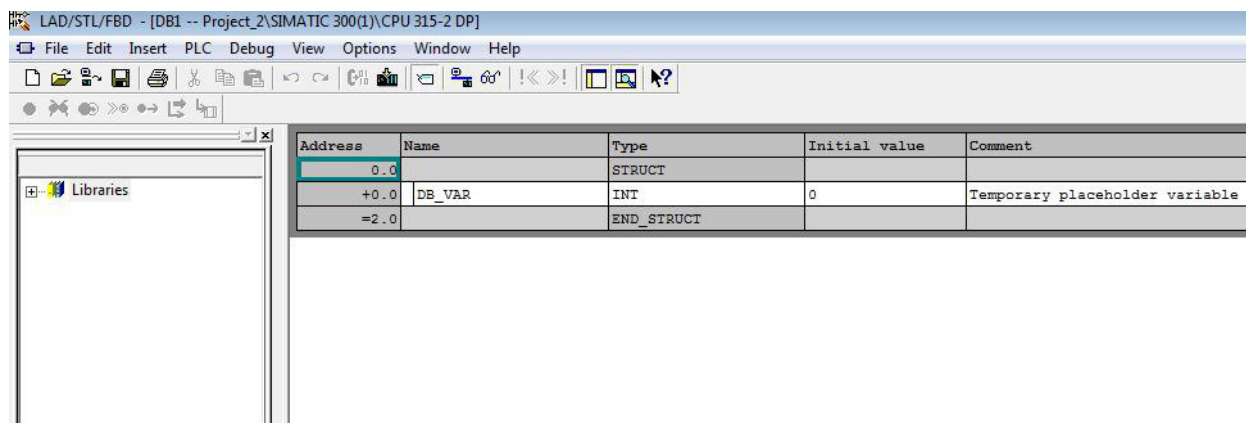 LAD/STL/FBD - [DB1 -- Project_2\SIMATIC 300(1)\CPU 315-2 DP]
File Edit Insert PLC Debug View Options Window Help
Address Name Type Initial value Comment
0.0 STRUCT
+0.0 DB_VAR INT 0 Temporary placeholder variable
=2.0 END_STRUCT
Libraries